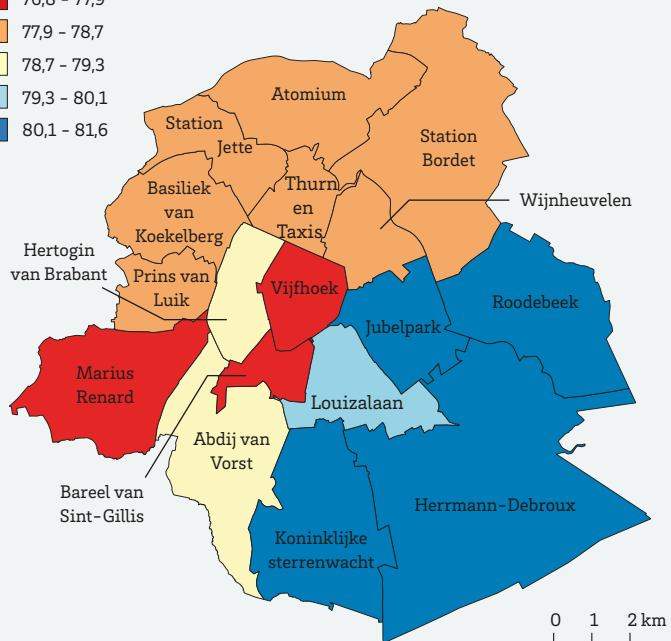 77,9 – 78,7
78,7 – 79,3
79,3 – 80,1
80,1 – 81,6
Atomium
Station
Jette
Station
Bordet
Thurn
en
Taxis
Basiliek
van
Koekelberg
Wijnheuvelen
Hertogin
van Brabant
Prins van
Luik
Vijfhoek
Roodebeek
Jubelpark
Marius
Renard
Louizalaan
Abdij van
Vorst
Bareel van
Sint-Gillis
Herrmann-Debroux
Koninklijke
sterrenwacht
0 1 2 km